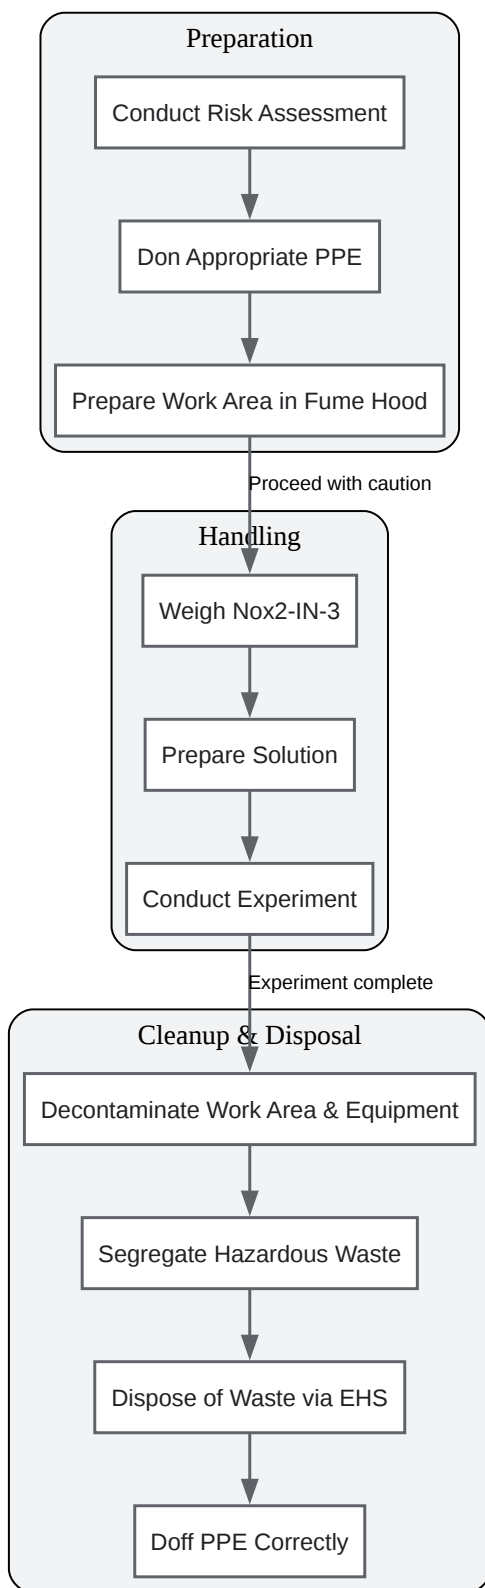 Preparation
Conduct Risk Assessment
Don Appropriate PPE
Prepare Work Area in Fume Hood
Proceed with caution
Handling
Weigh Nox2-IN-3
Prepare Solution
Conduct Experiment
Experiment complete
Cleanup & Disposal
Decontaminate Work Area & Equipment
Segregate Hazardous Waste
Dispose of Waste via EHS
Doff PPE Correctly